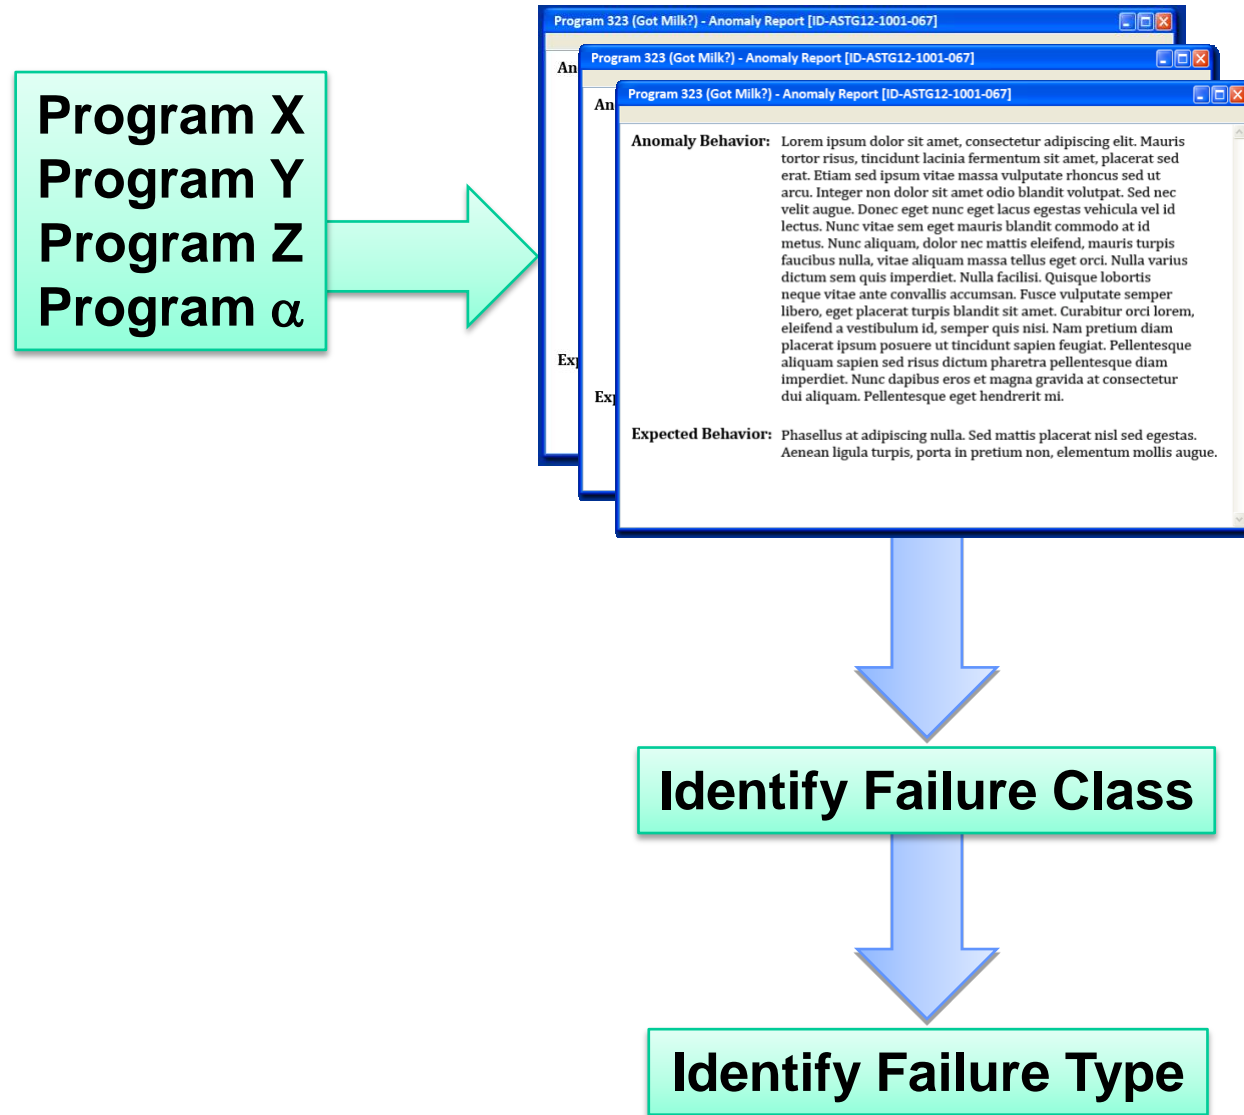 Program X
Program Y
Program Z
Program α
Program 323 (Got Milk?) - Anomaly Report [ID-ASTG12-1001-067]
An
Exp
Program 323 (Got Milk?) - Anomaly Report [ID-ASTG12-1001-067]
An
Exp
Program 323 (Got Milk?) - Anomaly Report [ID-ASTG12-1001-067]
Anomaly Behavior: Lorem ipsum dolor sit amet, consectetur adipiscing elit. Mauris
tortor risus, tincidunt lacinia fermentum sit amet, placerat sed
erat. Etiam sed ipsum vitae massa vulputate rhoncus sed ut
arcu. Integer non dolor sit amet odio blandit volutpat. Sed nec
velit augue. Donec eget nunc eget lacus egestas vehicula vel id
lectus. Nunc vitae sem eget mauris blandit commodo at id
metus. Nunc aliquam, dolor nec mattis eleifend, mauris turpis
faucibus nulla, vitae aliquam massa tellus eget orci. Nulla varius
dictum sem quis imperdiet. Nulla facilisi. Quisque lobortis
neque vitae ante convallis accumsan. Fusce vulputate semper
libero, eget placerat turpis blandit sit amet. Curabitur orci lorem,
eleifend a vestibulum id, semper quis nisi. Nam pretium diam
placerat ipsum posuere ut tincidunt sapien feugiat. Pellentesque
aliquam sapien sed risus dictum pharetra pellentesque diam
imperdiet. Nunc dapibus eros et magna gravida at consectetur
dui aliquam. Pellentesque eget hendrerit mi.
Expected Behavior: Phasellus at adipiscing nulla. Sed mattis placerat nisl sed egestas.
Aenean ligula turpis, porta in pretium non, elementum mollis augue.
Identify Failure Class
Identify Failure Type